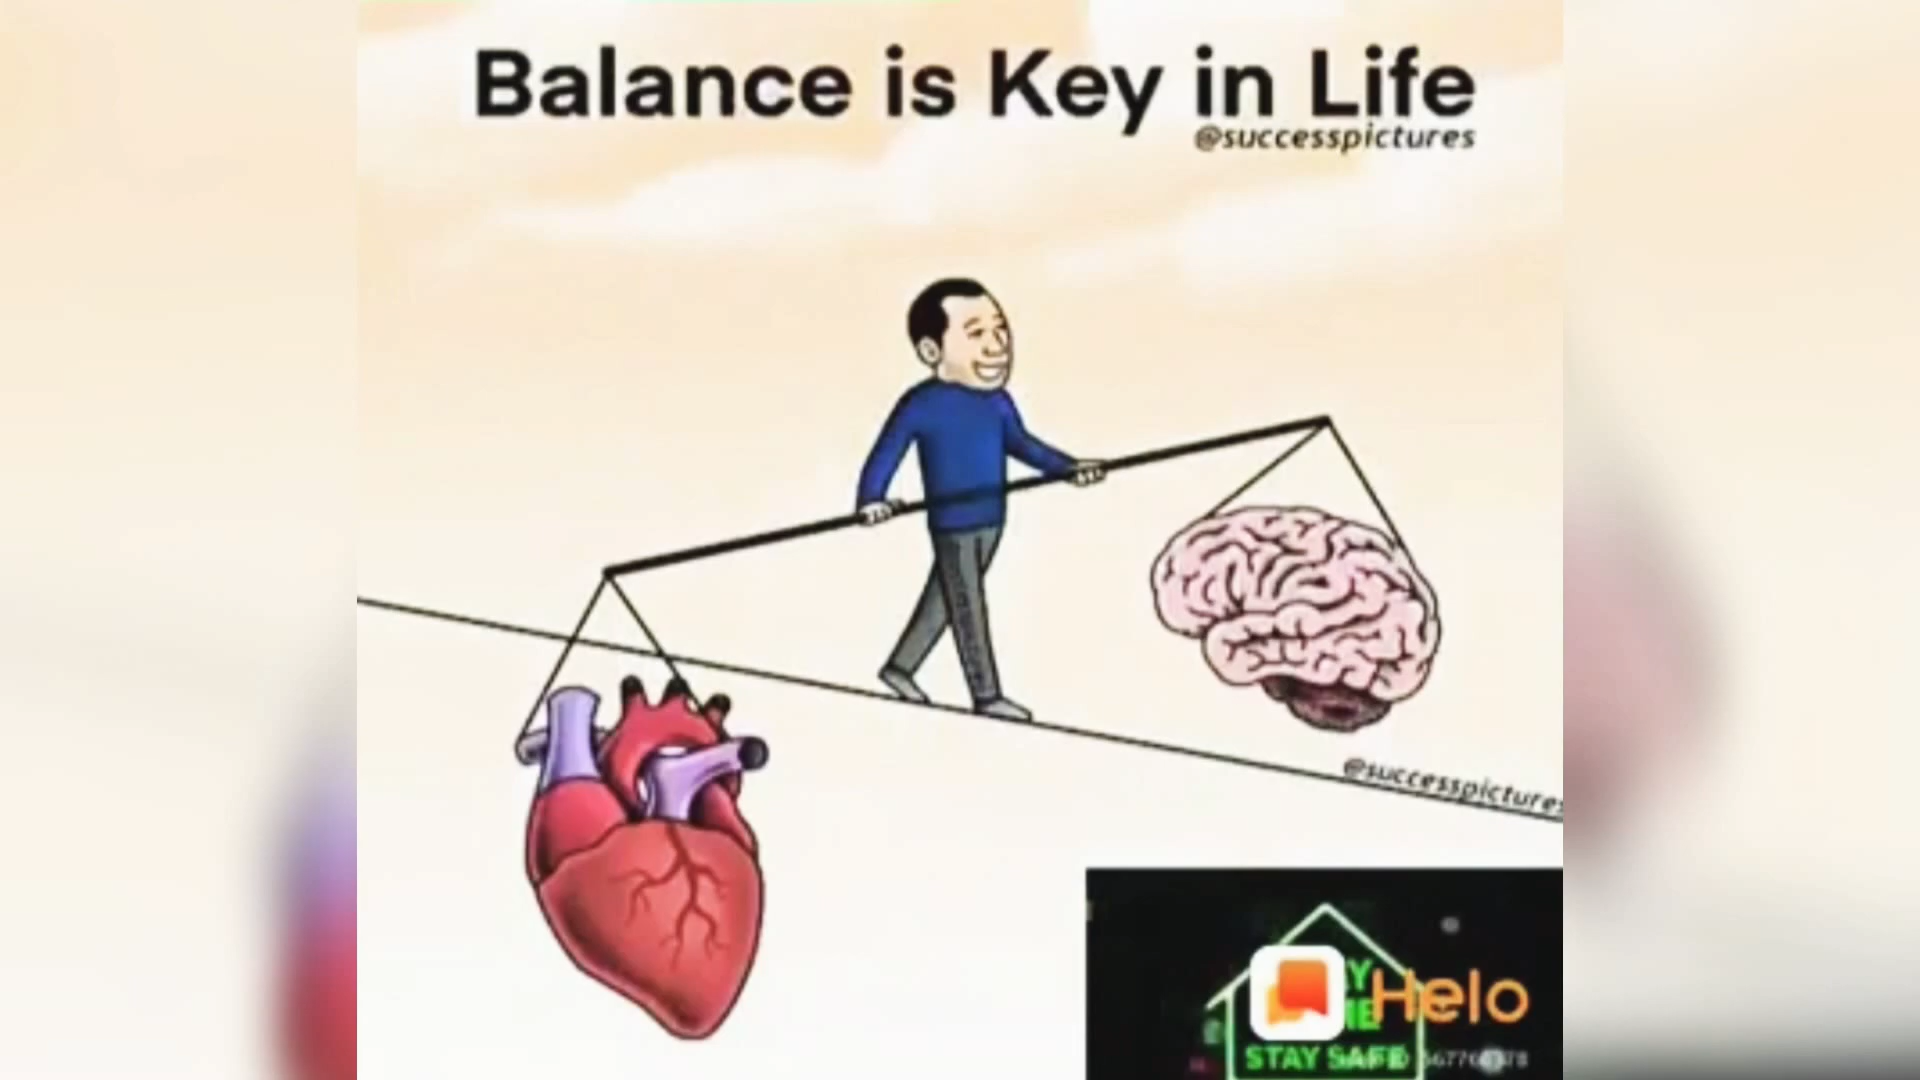 Balance is Key in Life
@successpictures
@successpictures
Helo
STAY SAFE